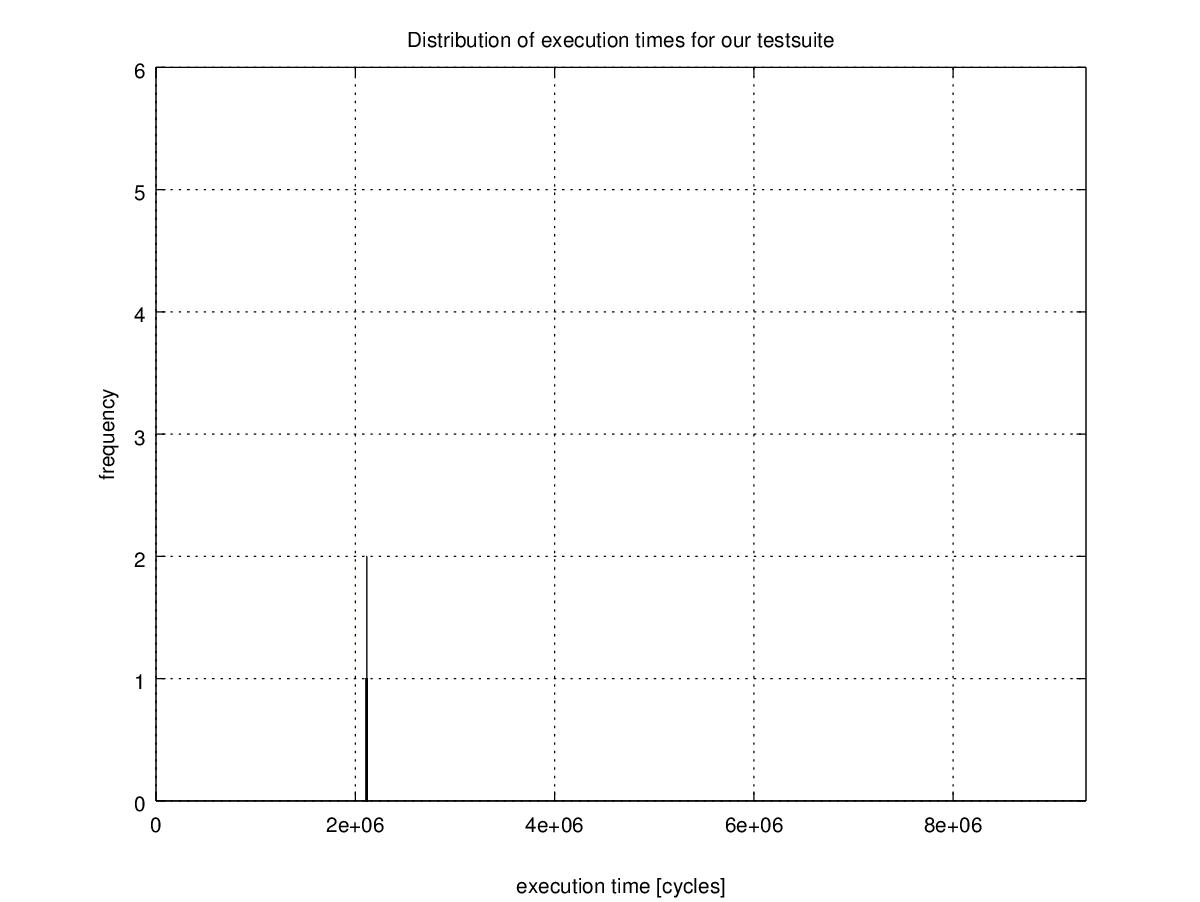 Distribution of execution times for our testsuite
6
5
4
3
2
1
0
frequency
0 2e+06 4e+06 6e+06 8e+06
execution time [cycles]